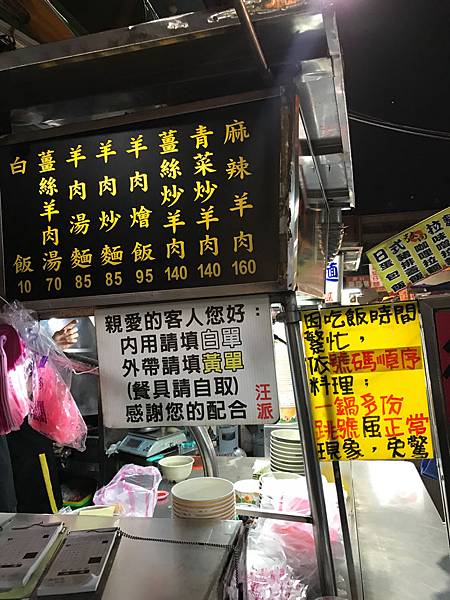 麻辣羊肉 160
青菜炒羊肉 140
薑絲炒羊肉 140
羊肉燴飯 95
羊肉炒麵 85
羊肉湯麵 85
薑絲羊肉湯 70
白飯 10
親愛的客人您好：
內用請填白單
外帶請填黃單
(餐具請自取)
感謝您的配合
汪派
因吃飯時間
繁忙，
依號碼順序
料理；
一鍋多份
跳號屬正常
現象，免驚
日式